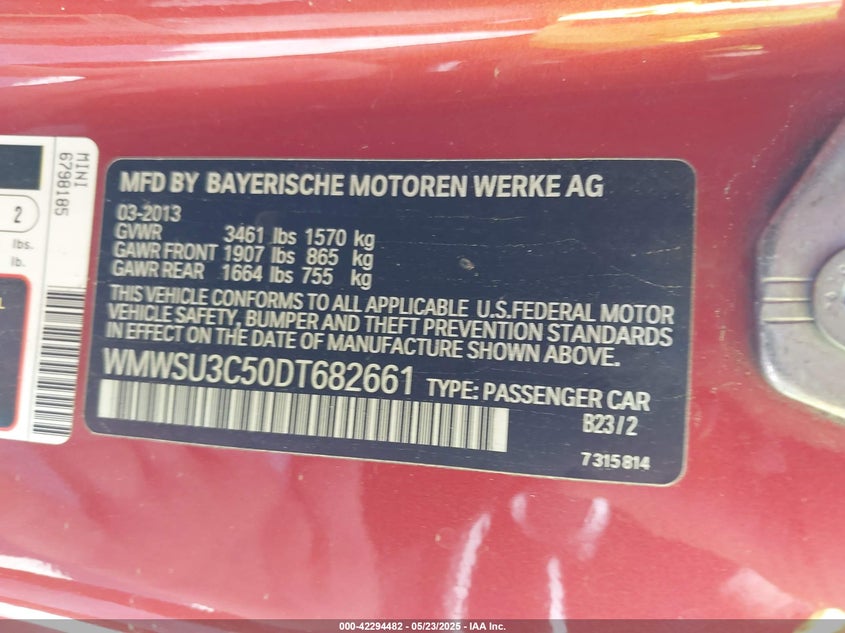 MINI
6798185
2
lbs.
lb.
L
MFD BY BAYERISCHE MOTOREN WERKE AG
03-2013
GVWR 3461 lbs 1570 kg
GAWR FRONT 1907 lbs 865 kg
GAWR REAR 1664 lbs 755 kg
THIS VEHICLE CONFORMS TO ALL APPLICABLE U.S.FEDERAL MOTOR
VEHICLE SAFETY, BUMPER AND THEFT PREVENTION STANDARDS
IN EFFECT ON THE DATE OF MANUFACTURE SHOWN ABOVE.
WMWSU3C50DT682661 TYPE: PASSENGER CAR
B23/2
7315814
000-42294482 - 05/23/2025 - IAA Inc.